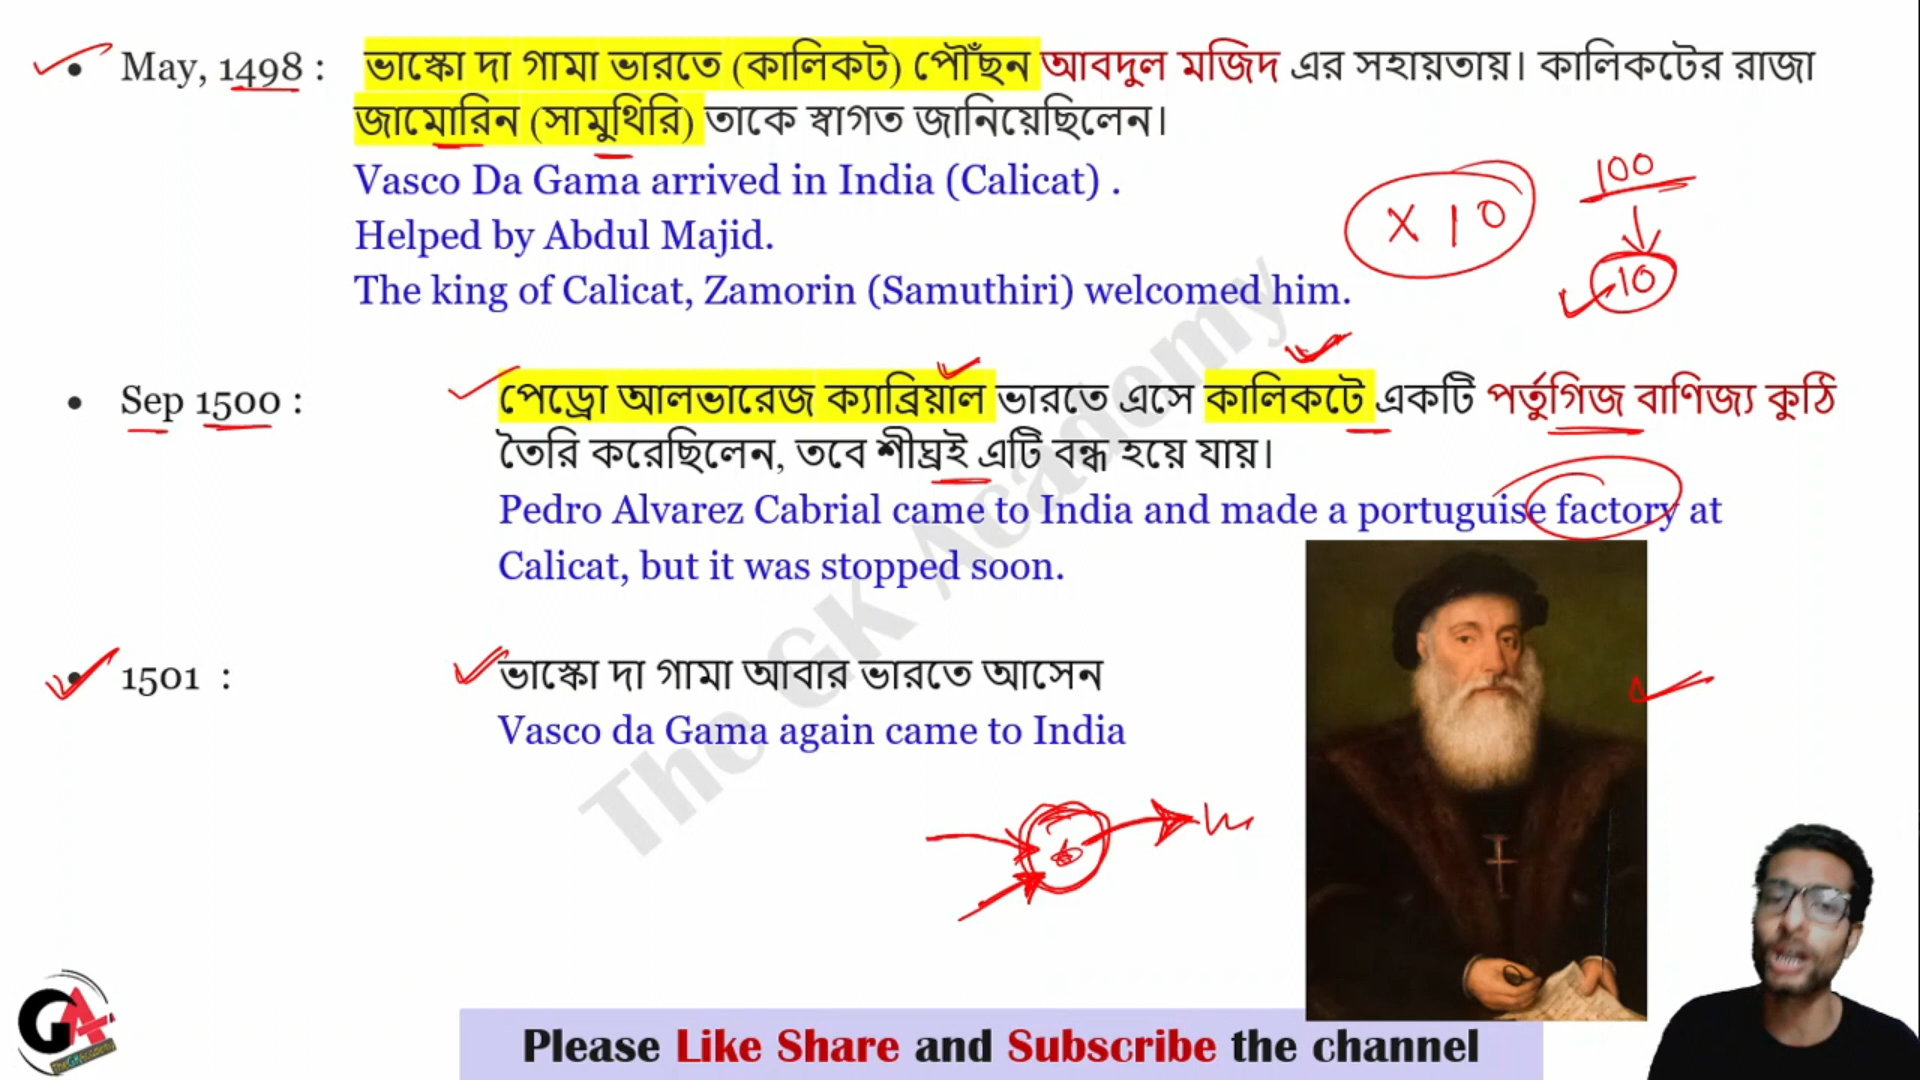 • May, 1498 : ভাস্কো দা গামা ভারতে (কালিকট) পৌঁছন আবদুল মজিদ এর সহায়তায়। কালিকটের রাজা
জামোরিন (সামুথিরি) তাকে স্বাগত জানিয়েছিলেন।
Vasco Da Gama arrived in India (Calicat) .
Helped by Abdul Majid.
The king of Calicat, Zamorin (Samuthiri) welcomed him.
X 10
100
10
• Sep 1500 : পেড্রো আলভারেজ ক্যাব্রিয়াল ভারতে এসে কালিকটে একটি পর্তুগিজ বাণিজ্য কুঠি
তৈরি করেছিলেন, তবে শীঘ্রই এটি বন্ধ হয়ে যায়।
Pedro Alvarez Cabrial came to India and made a portuguise factory at
Calicat, but it was stopped soon.
• 1501 : ভাস্কো দা গামা আবার ভারতে আসেন
Vasco da Gama again came to India
The GK Academy
GA
The GK Academy
Please Like Share and Subscribe the channel